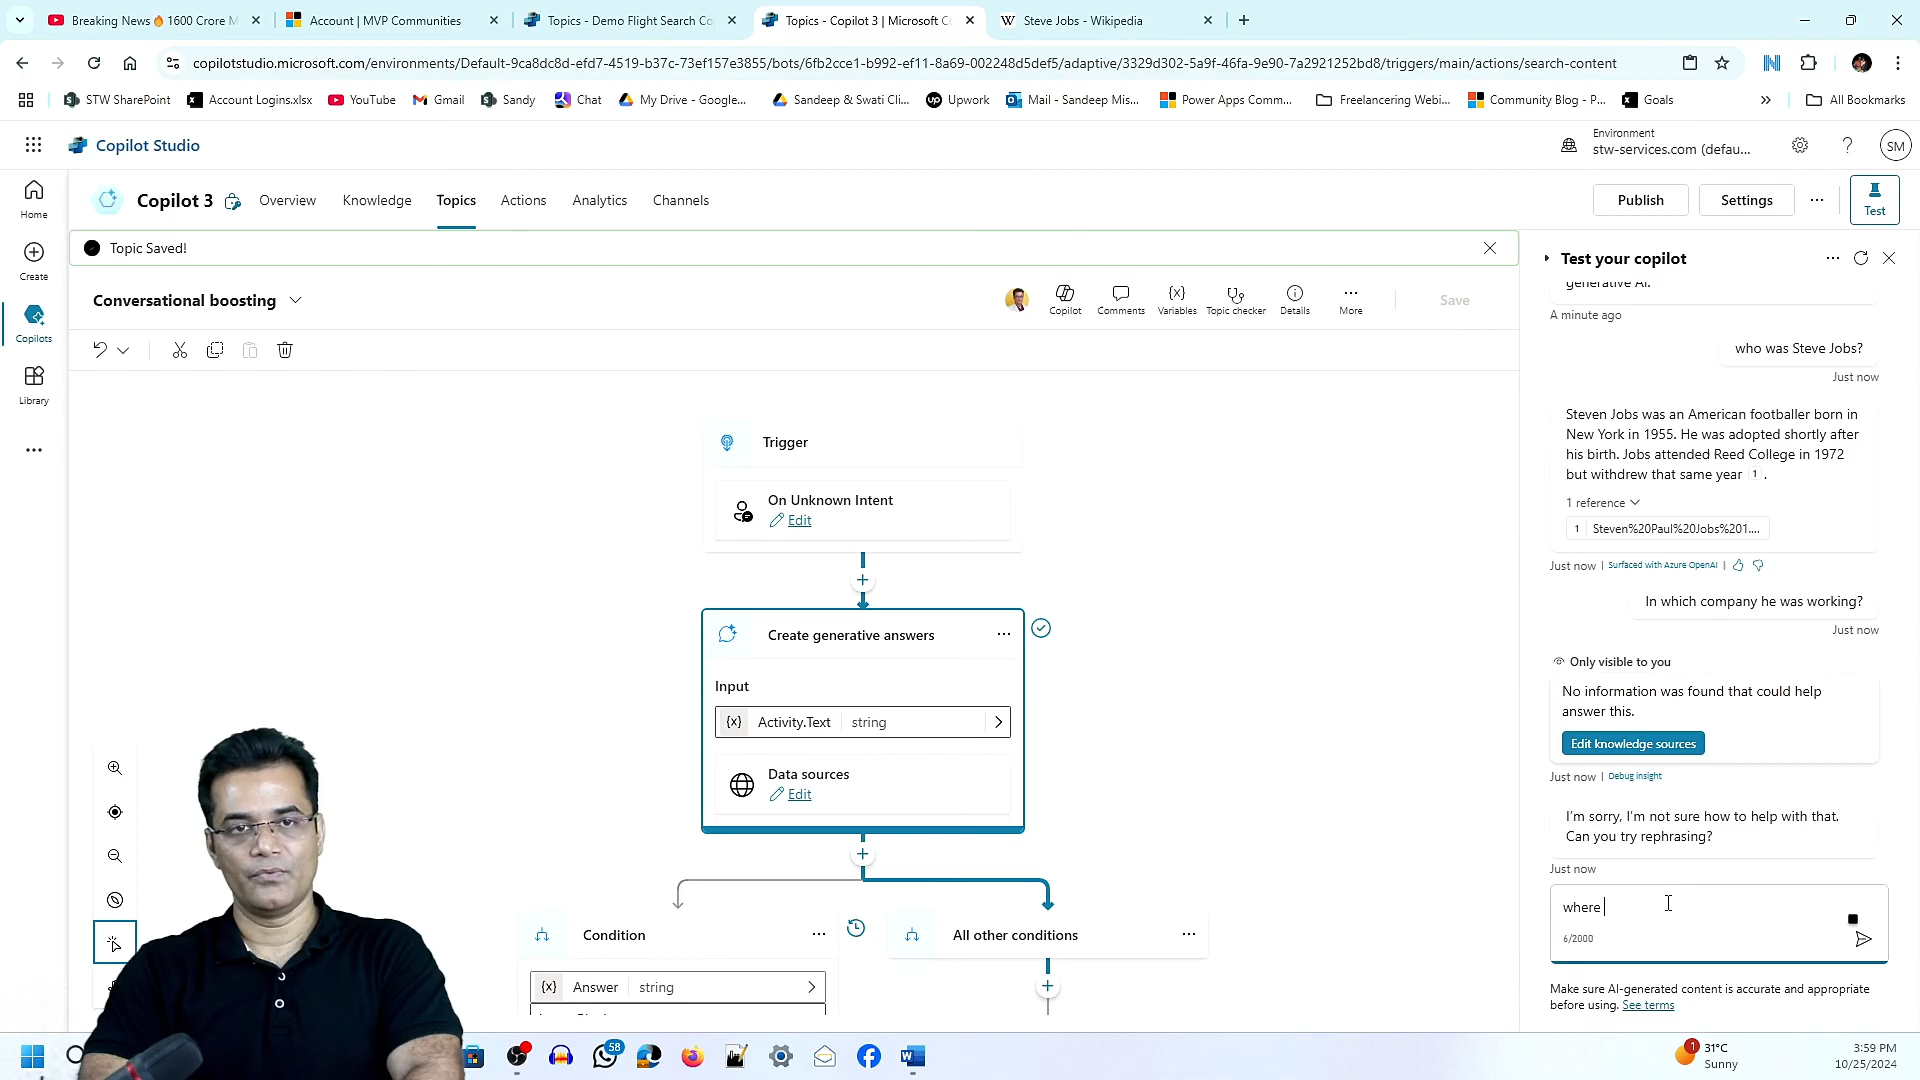 Breaking News🔥 1600 Crore M
Account | MVP Communities
Topics - Demo Flight Search Co
Topics - Copilot 3 | Microsoft Co
W Steve Jobs - Wikipedia
copilotstudio.microsoft.com/environments/Default-9ca8dc8d-efd7-4519-b37c-73ef157e3855/bots/6fb2cce1-b992-ef11-8a69-002248d5def5/adaptive/3329d302-5a9f-46fa-9e90-7a2921252bd8/triggers/main/actions/search-content
STW SharePoint
Account Logins.xlsx
YouTube
Gmail
Sandy
Chat
My Drive - Google...
Sandeep & Swati Cli...
Upwork
Mail - Sandeep Mis...
Power Apps Comm...
Freelancering Webi...
Community Blog - P...
Goals
All Bookmarks
Copilot Studio
Environment
stw-services.com (defau...
SM
Home
Create
Copilots
Library
Copilot 3
Overview
Knowledge
Topics
Actions
Analytics
Channels
Publish
Settings
Test
Topic Saved!
Conversational boosting
Copilot
Comments
Variables
Topic checker
Details
More
Save
Trigger
On Unknown Intent
Edit
Create generative answers
Input
{x} Activity.Text string
Data sources
Edit
Condition
{x} Answer string
All other conditions
Test your copilot
generative AI.
A minute ago
who was Steve Jobs?
Just now
Steven Jobs was an American footballer born in
New York in 1955. He was adopted shortly after
his birth. Jobs attended Reed College in 1972
but withdrew that same year 1 .
1 reference
1 Steven%20Paul%20Jobs%201....
Just now | Surfaced with Azure OpenAI |
In which company he was working?
Just now
Only visible to you
No information was found that could help
answer this.
Edit knowledge sources
Just now | Debug insight
I'm sorry, I'm not sure how to help with that.
Can you try rephrasing?
Just now
where
6/2000
Make sure AI-generated content is accurate and appropriate
before using. See terms
58
1
31°C
Sunny
3:59 PM
10/25/2024